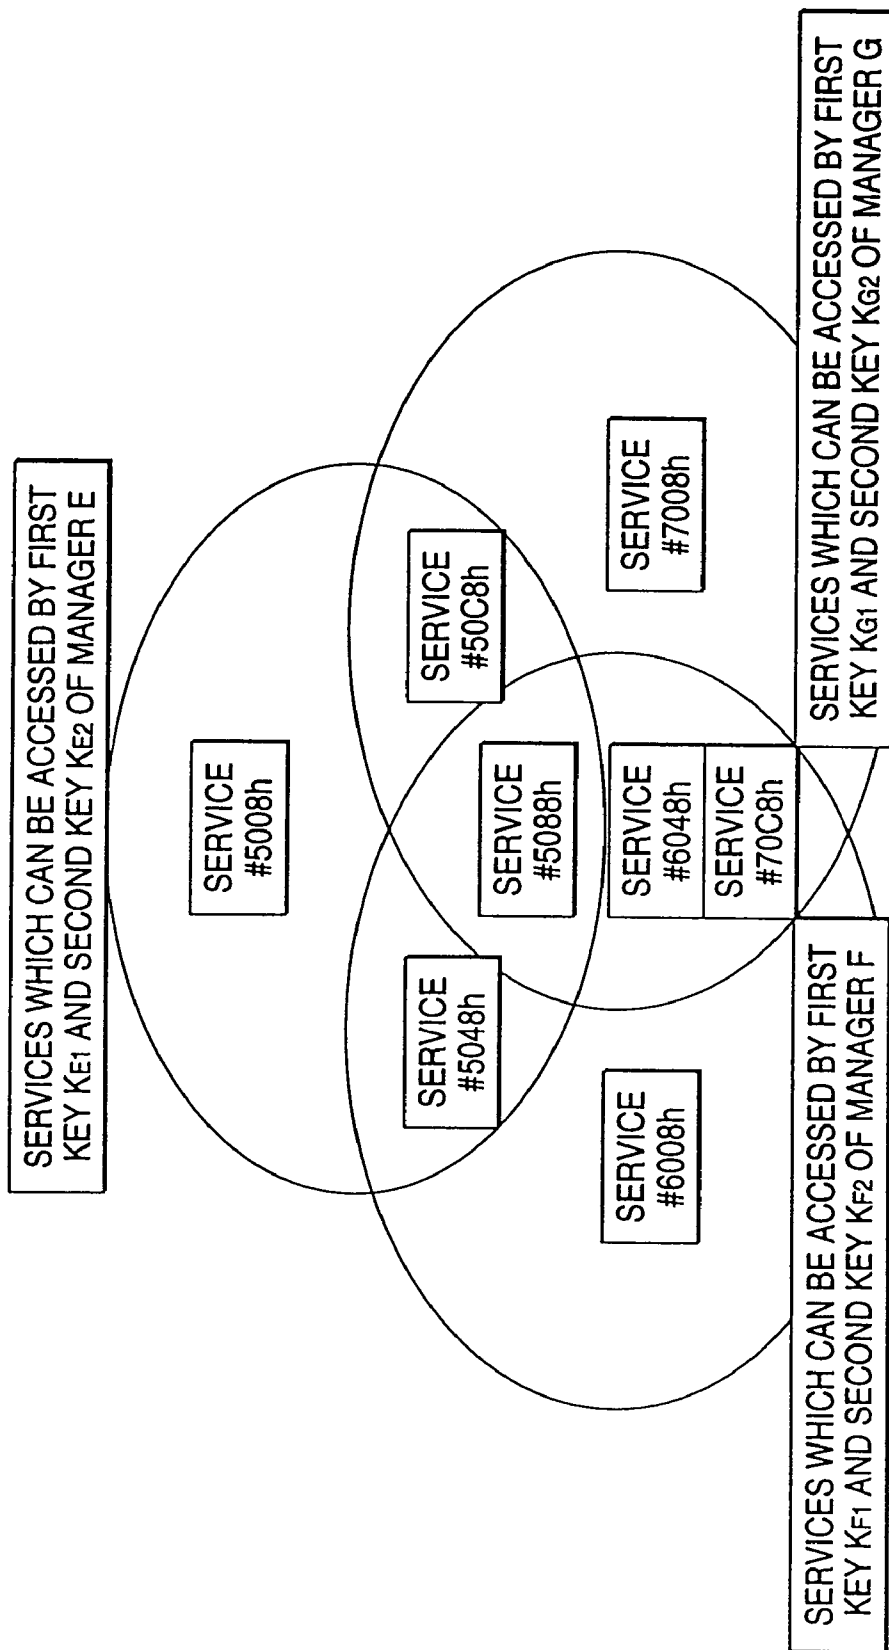 SERVICES WHICH CAN BE ACCESSED BY FIRST
KEY KE1 AND SECOND KEY KE2 OF MANAGER E
SERVICE
#5008h
SERVICE
#5048h
SERVICE
#50C8h
SERVICE
#5088h
SERVICE
#6008h
SERVICE
#6048h
SERVICE
#70C8h
SERVICE
#7008h
SERVICES WHICH CAN BE ACCESSED BY FIRST
KEY KF1 AND SECOND KEY KF2 OF MANAGER F
SERVICES WHICH CAN BE ACCESSED BY FIRST
KEY KG1 AND SECOND KEY KG2 OF MANAGER G